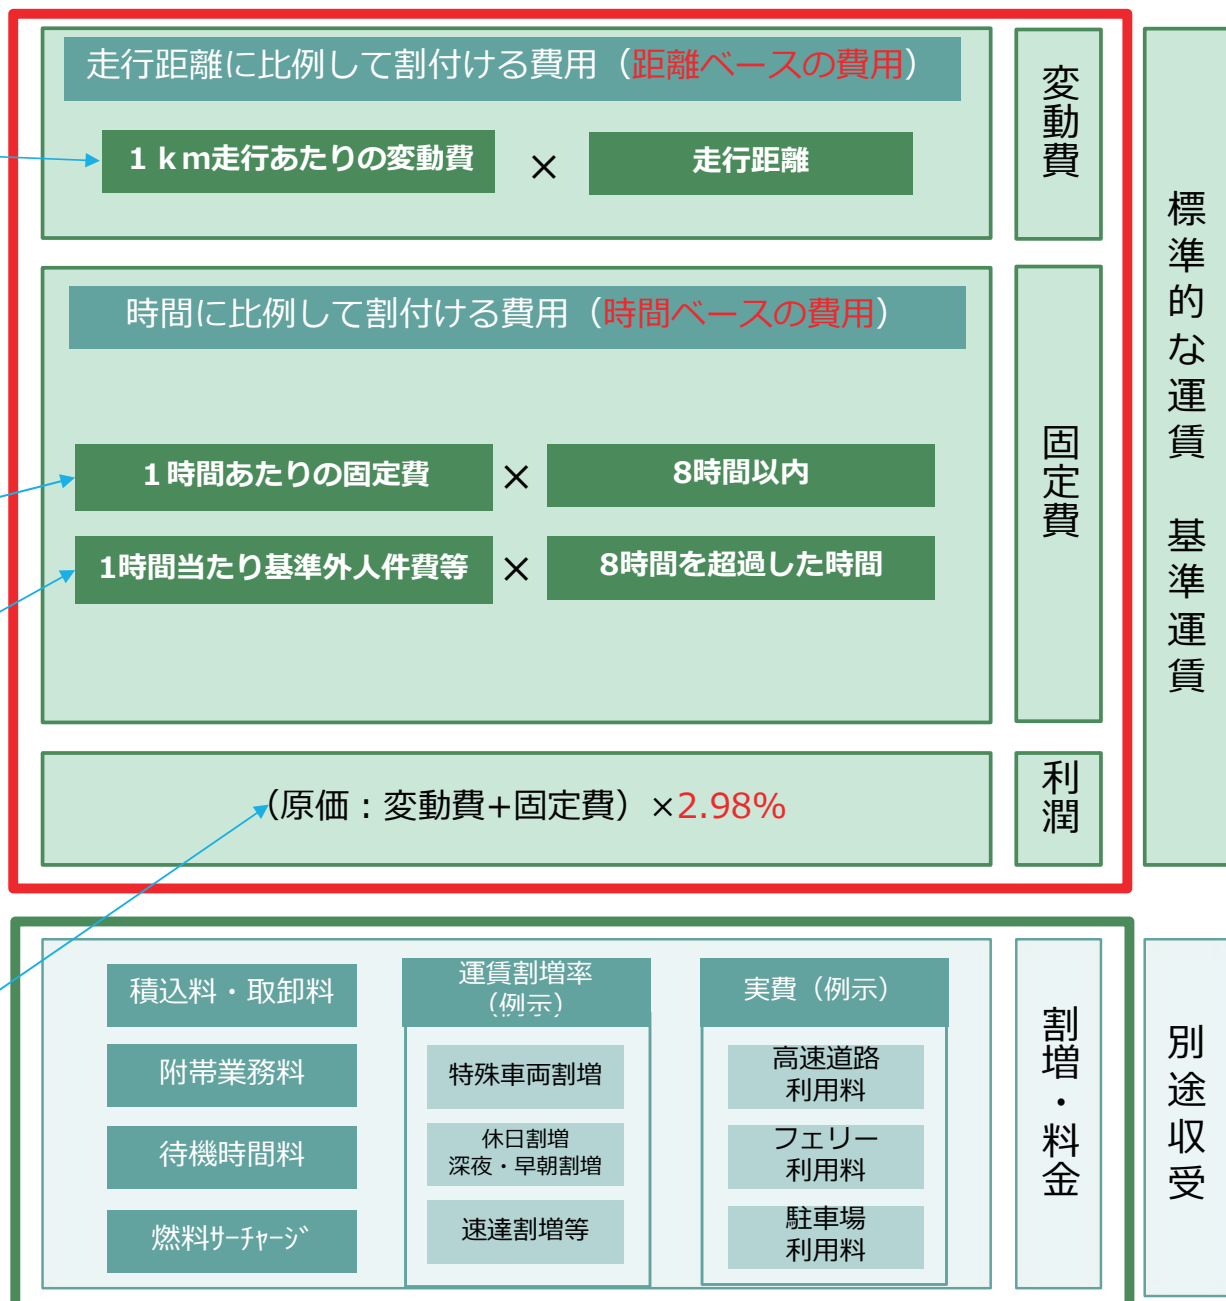 走行距離に比例して割付ける費用（距離ベースの費用）
1ｋｍ走行あたりの変動費
×
走行距離
変動費
時間に比例して割付ける費用（時間ベースの費用）
1時間あたりの固定費
×
8時間以内
1時間当たり基準外人件費等
×
8時間を超過した時間
固定費
（原価：変動費+固定費）×2.98%
利潤
標準的な運賃　基準運賃
積込料・取卸料
附帯業務料
待機時間料
燃料ｻｰﾁｬｰｼﾞ
運賃割増率
（例示）
特殊車両割増
休日割増
深夜・早朝割増
速達割増等
実費（例示）
高速道路
利用料
フェリー
利用料
駐車場
利用料
割増・料金
別途収受